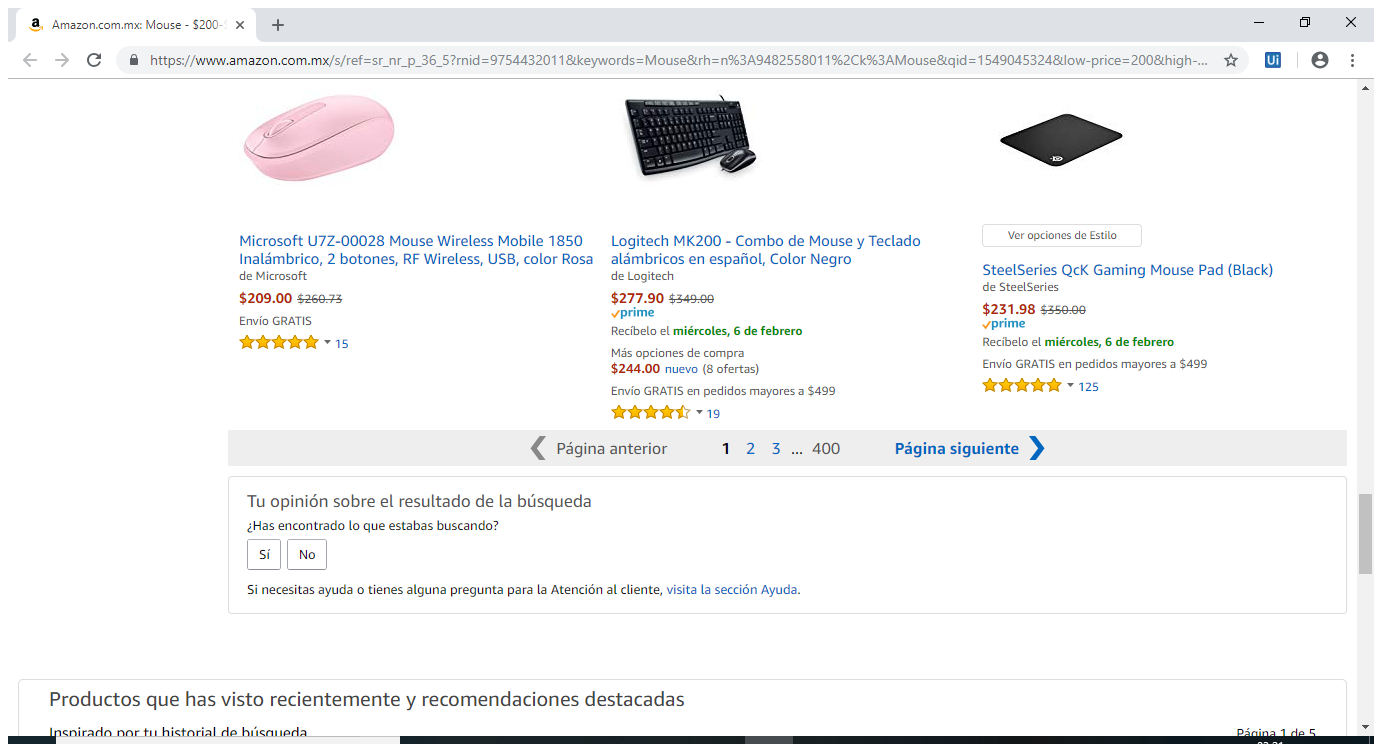 Amazon.com.mx: Mouse - $200-
https://www.amazon.com.mx/s/ref=sr_nr_p_36_5?rnid=9754432011&keywords=Mouse&rh=n%3A9482558011%2Ck%3AMouse&qid=1549045324&low-price=200&high-...
Ui
Microsoft U7Z-00028 Mouse Wireless Mobile 1850
Inalámbrico, 2 botones, RF Wireless, USB, color Rosa
de Microsoft
$209.00 $260.73
Envío GRATIS
15
Logitech MK200 - Combo de Mouse y Teclado
alámbricos en español, Color Negro
de Logitech
$277.90 $349.00
prime
Recíbelo el miércoles, 6 de febrero
Más opciones de compra
$244.00 nuevo (8 ofertas)
Envío GRATIS en pedidos mayores a $499
19
Ver opciones de Estilo
SteelSeries QcK Gaming Mouse Pad (Black)
de SteelSeries
$231.98 $350.00
prime
Recíbelo el miércoles, 6 de febrero
Envío GRATIS en pedidos mayores a $499
125
Página anterior 1 2 3 ... 400 Página siguiente
Tu opinión sobre el resultado de la búsqueda
¿Has encontrado lo que estabas buscando?
Sí No
Si necesitas ayuda o tienes alguna pregunta para la Atención al cliente, visita la sección Ayuda.
Productos que has visto recientemente y recomendaciones destacadas
Inspirado por tu historial de búsqueda
Página 1 de 5